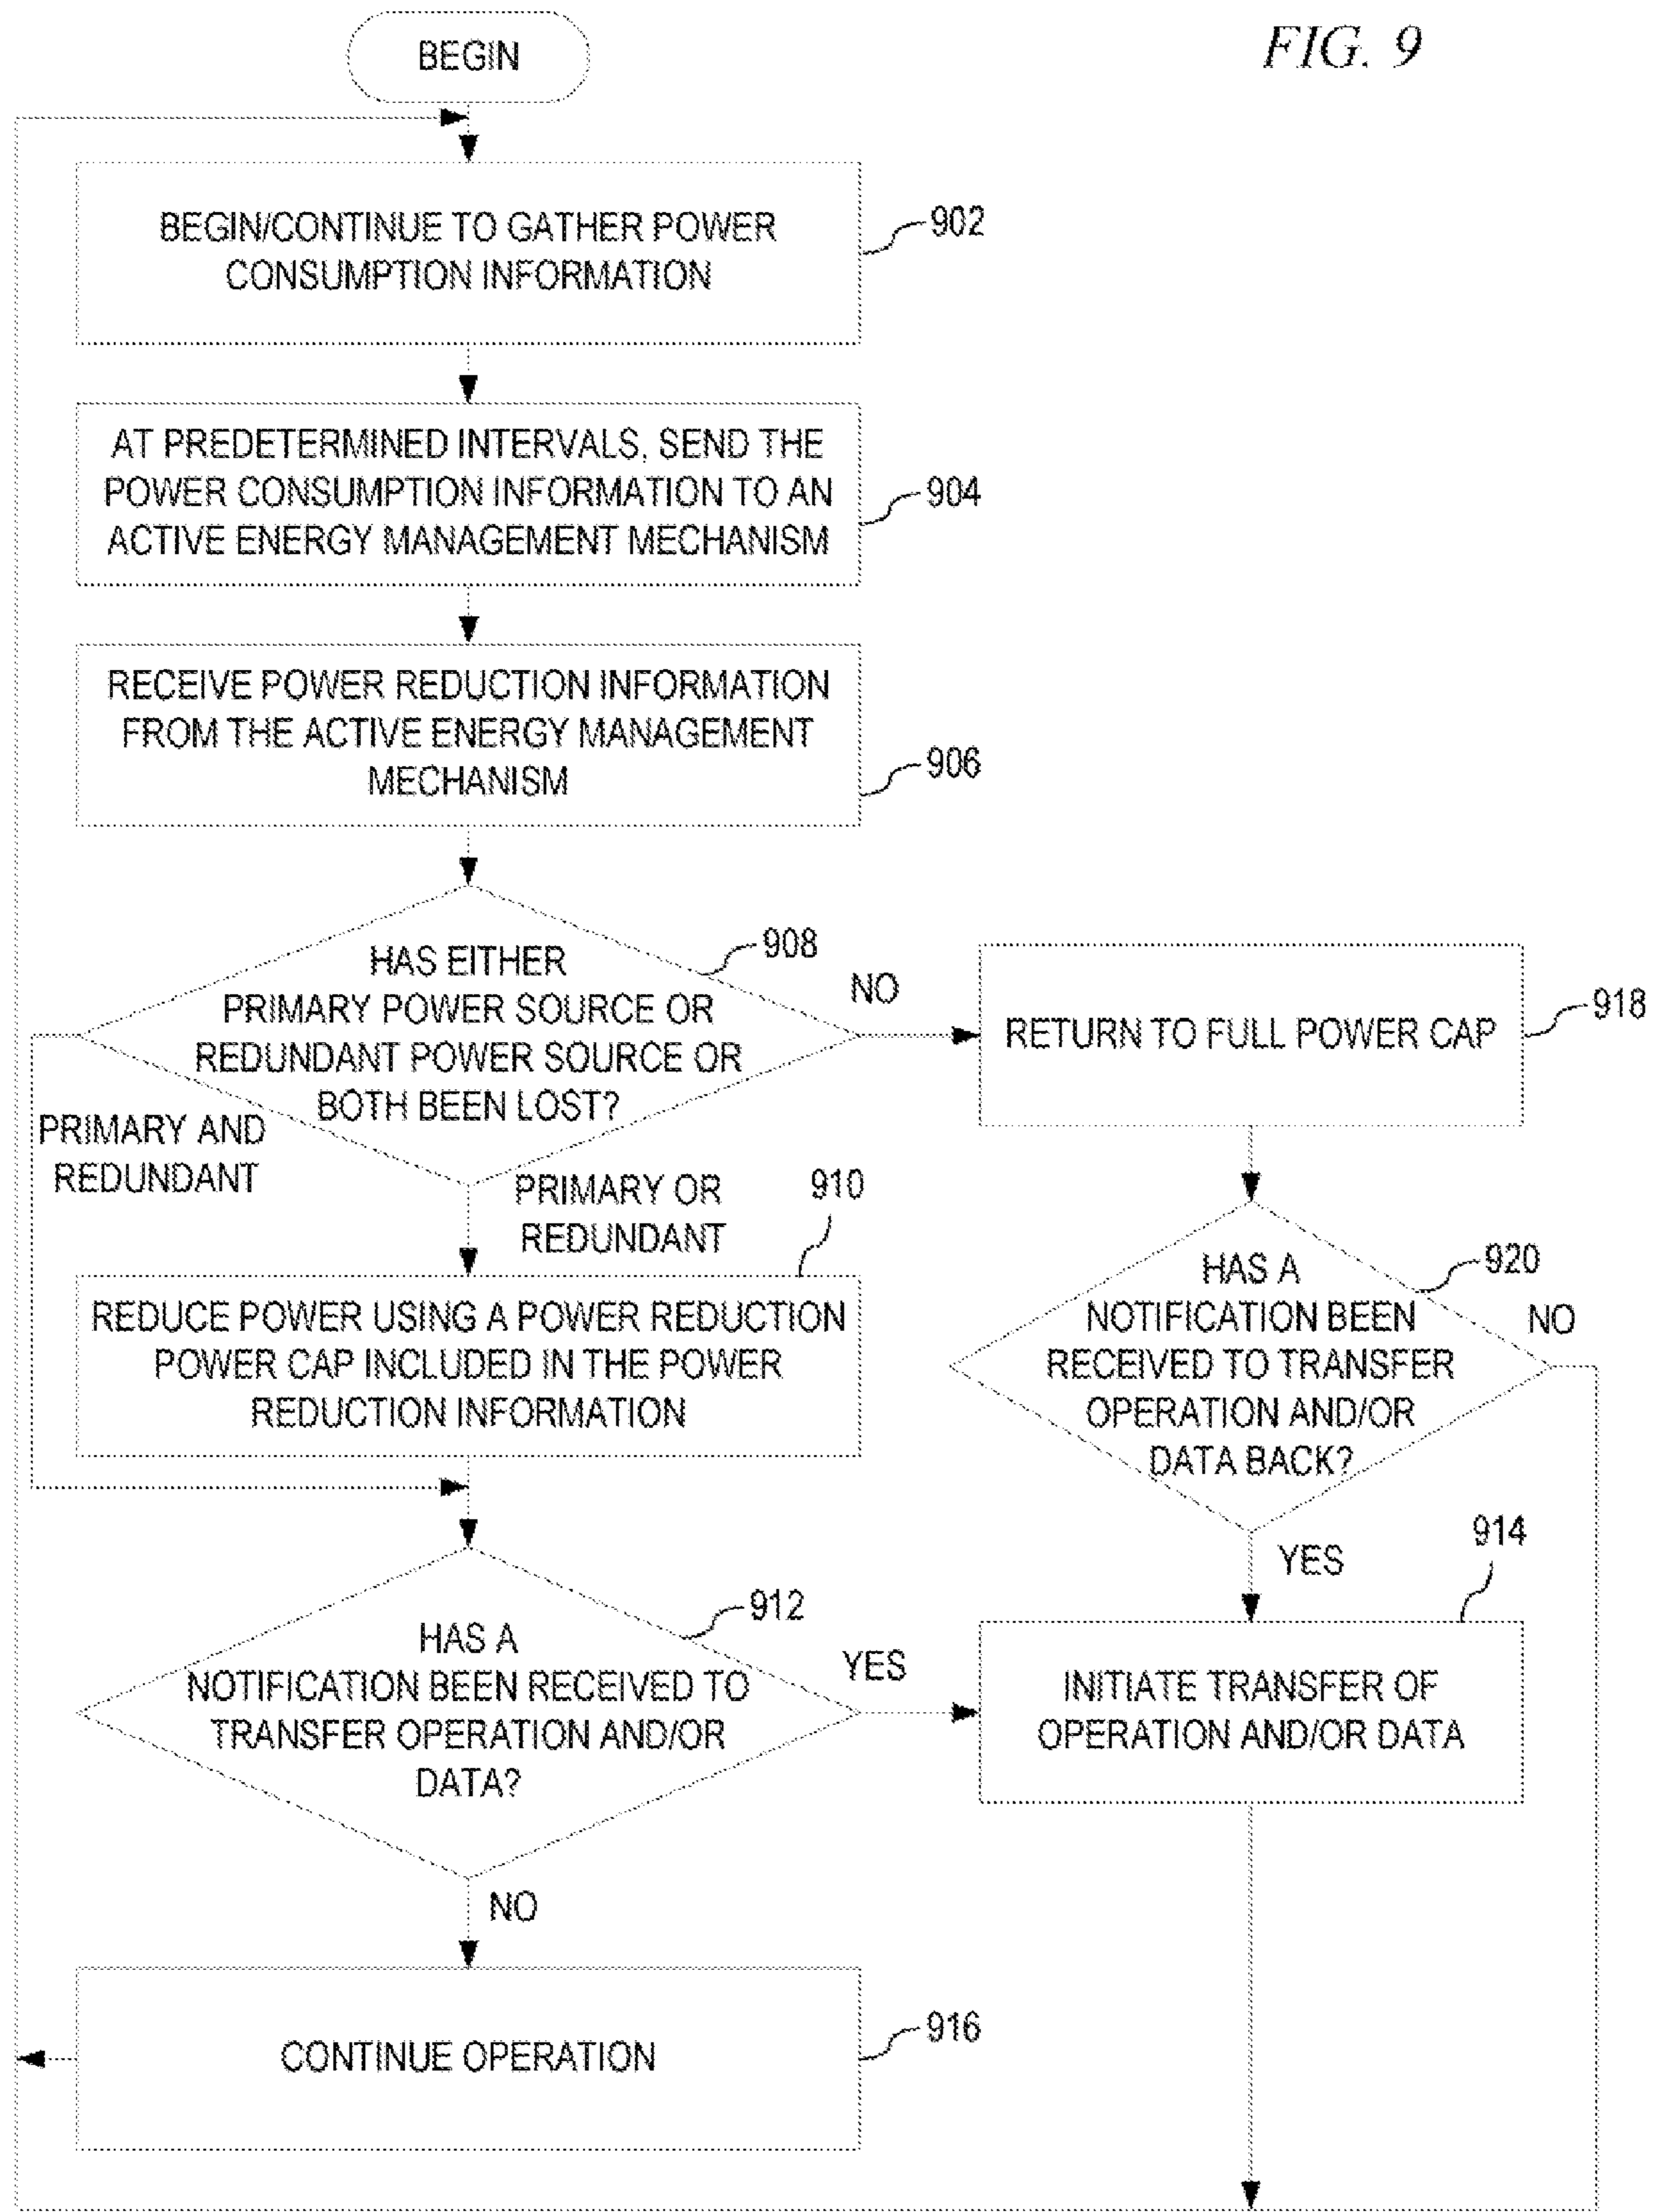 FIG. 9
BEGIN
BEGIN/CONTINUE TO GATHER POWER
CONSUMPTION INFORMATION
902
AT PREDETERMINED INTERVALS, SEND THE
POWER CONSUMPTION INFORMATION TO AN
ACTIVE ENERGY MANAGEMENT MECHANISM
904
RECEIVE POWER REDUCTION INFORMATION
FROM THE ACTIVE ENERGY MANAGEMENT
MECHANISM
906
HAS EITHER
PRIMARY POWER SOURCE OR
REDUNDANT POWER SOURCE OR
BOTH BEEN LOST?
908
NO
RETURN TO FULL POWER CAP
918
PRIMARY AND
REDUNDANT
PRIMARY OR
REDUNDANT
910
REDUCE POWER USING A POWER REDUCTION
POWER CAP INCLUDED IN THE POWER
REDUCTION INFORMATION
HAS A
NOTIFICATION BEEN
RECEIVED TO TRANSFER
OPERATION AND/OR
DATA BACK?
920
NO
YES
914
HAS A
NOTIFICATION BEEN RECEIVED TO
TRANSFER OPERATION AND/OR
DATA?
912
YES
INITIATE TRANSFER OF
OPERATION AND/OR DATA
NO
CONTINUE OPERATION
916